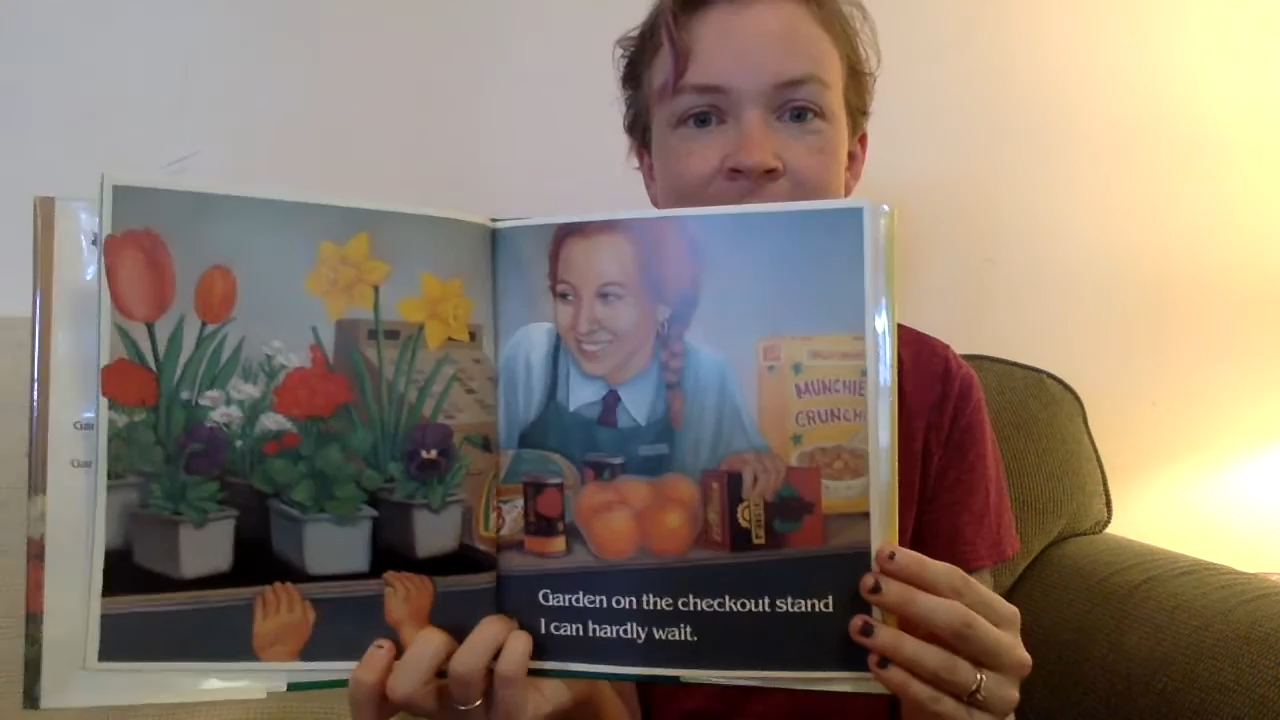 MUNCHIE
CRUNCH
Garden on the checkout stand
I can hardly wait.